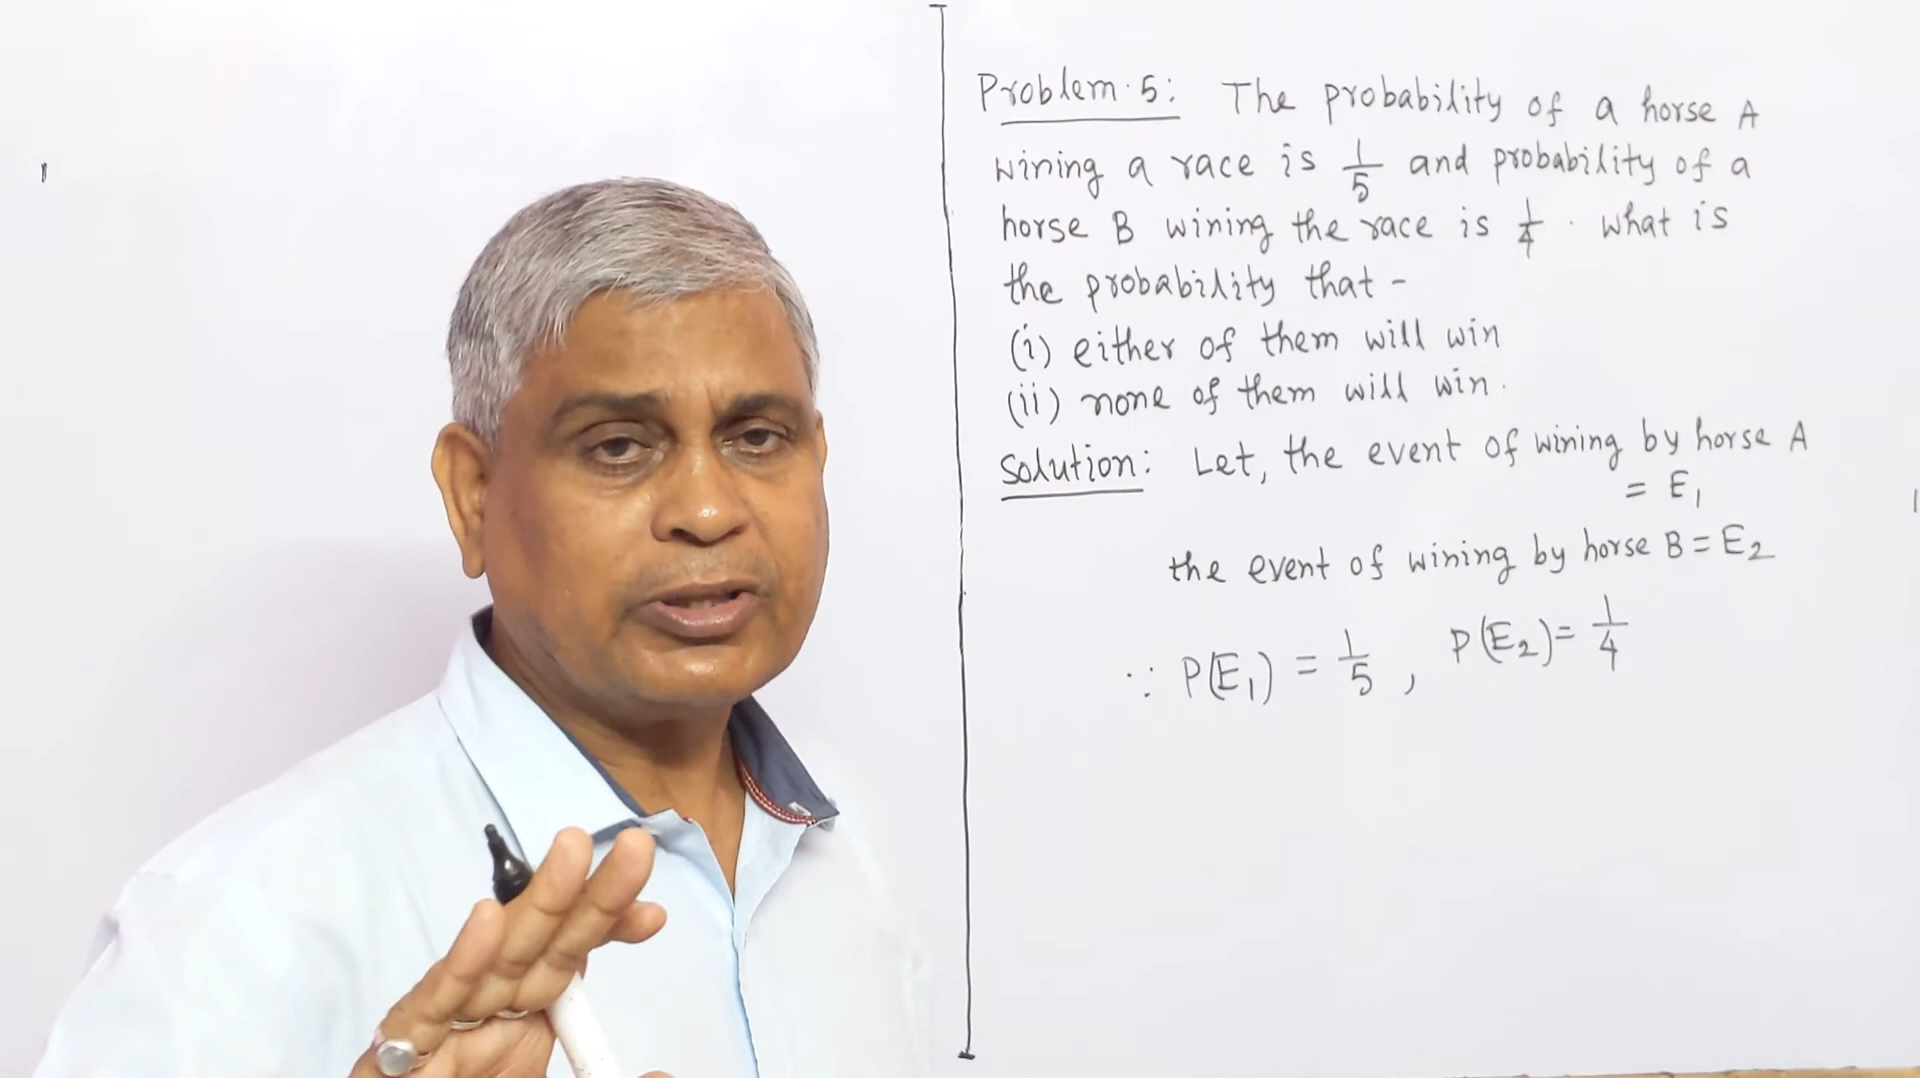 Problem·5: The probability of a horse A
wining a race is 1/5 and probability of a
horse B wining the race is 1/4. what is
the probability that -
(i) either of them will win
(ii) none of them will win.
Solution: Let, the event of wining by horse A
= E₁
the event of wining by horse B = E₂
∵ P(E₁) = 1/5, P(E₂) = 1/4